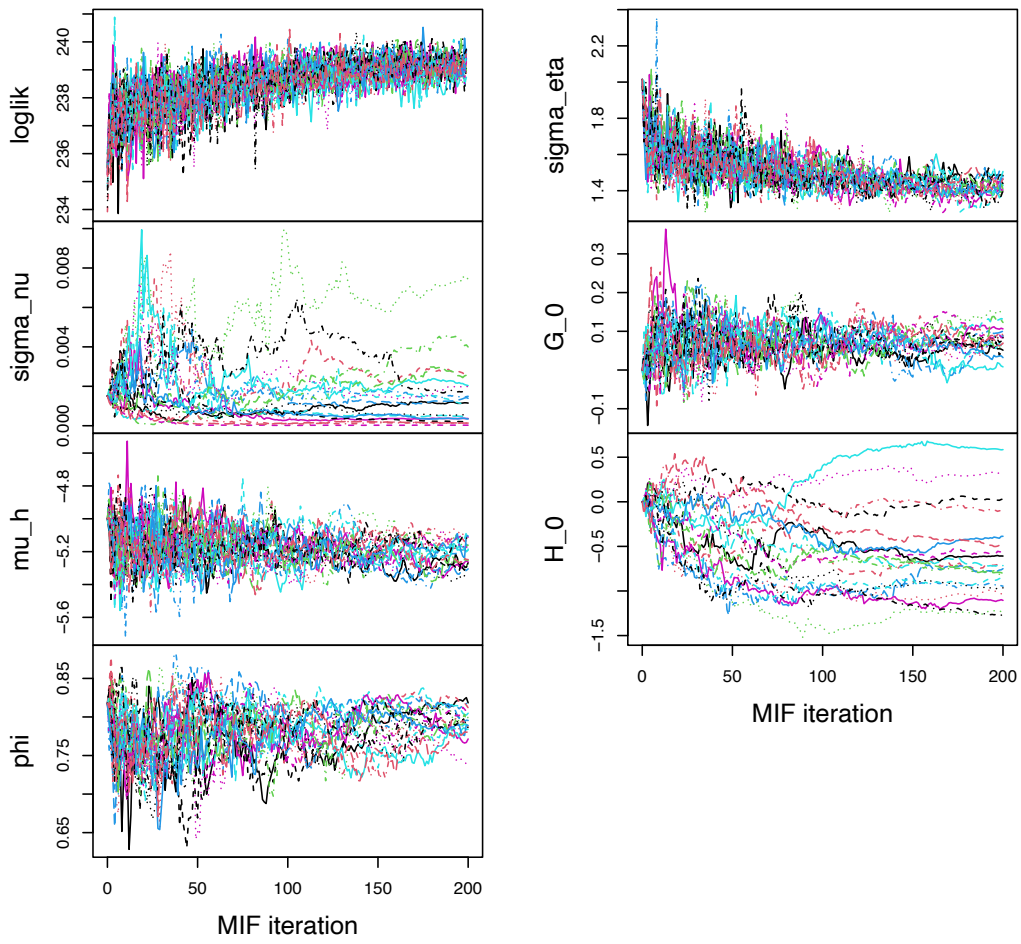 loglik
234 236 238 240
sigma_nu
0.000 0.004 0.008
mu_h
−5.6 −5.2 −4.8
phi
0.65 0.75 0.85
0 50 100 150 200
MIF iteration
sigma_eta
1.4 1.8 2.2
G_0
−0.1 0.1 0.3
H_0
−1.5 −0.5 0.0 0.5
0 50 100 150 200
MIF iteration